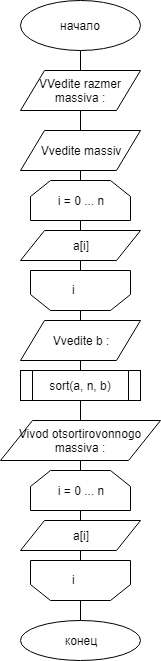 начало
VVedite razmer
massiva :
Vvedite massiv
i = 0 ... n
a[i]
i
Vvedite b :
sort(a, n, b)
Vivod otsortirovonnogo
massiva :
i = 0 ... n
a[i]
i
конец